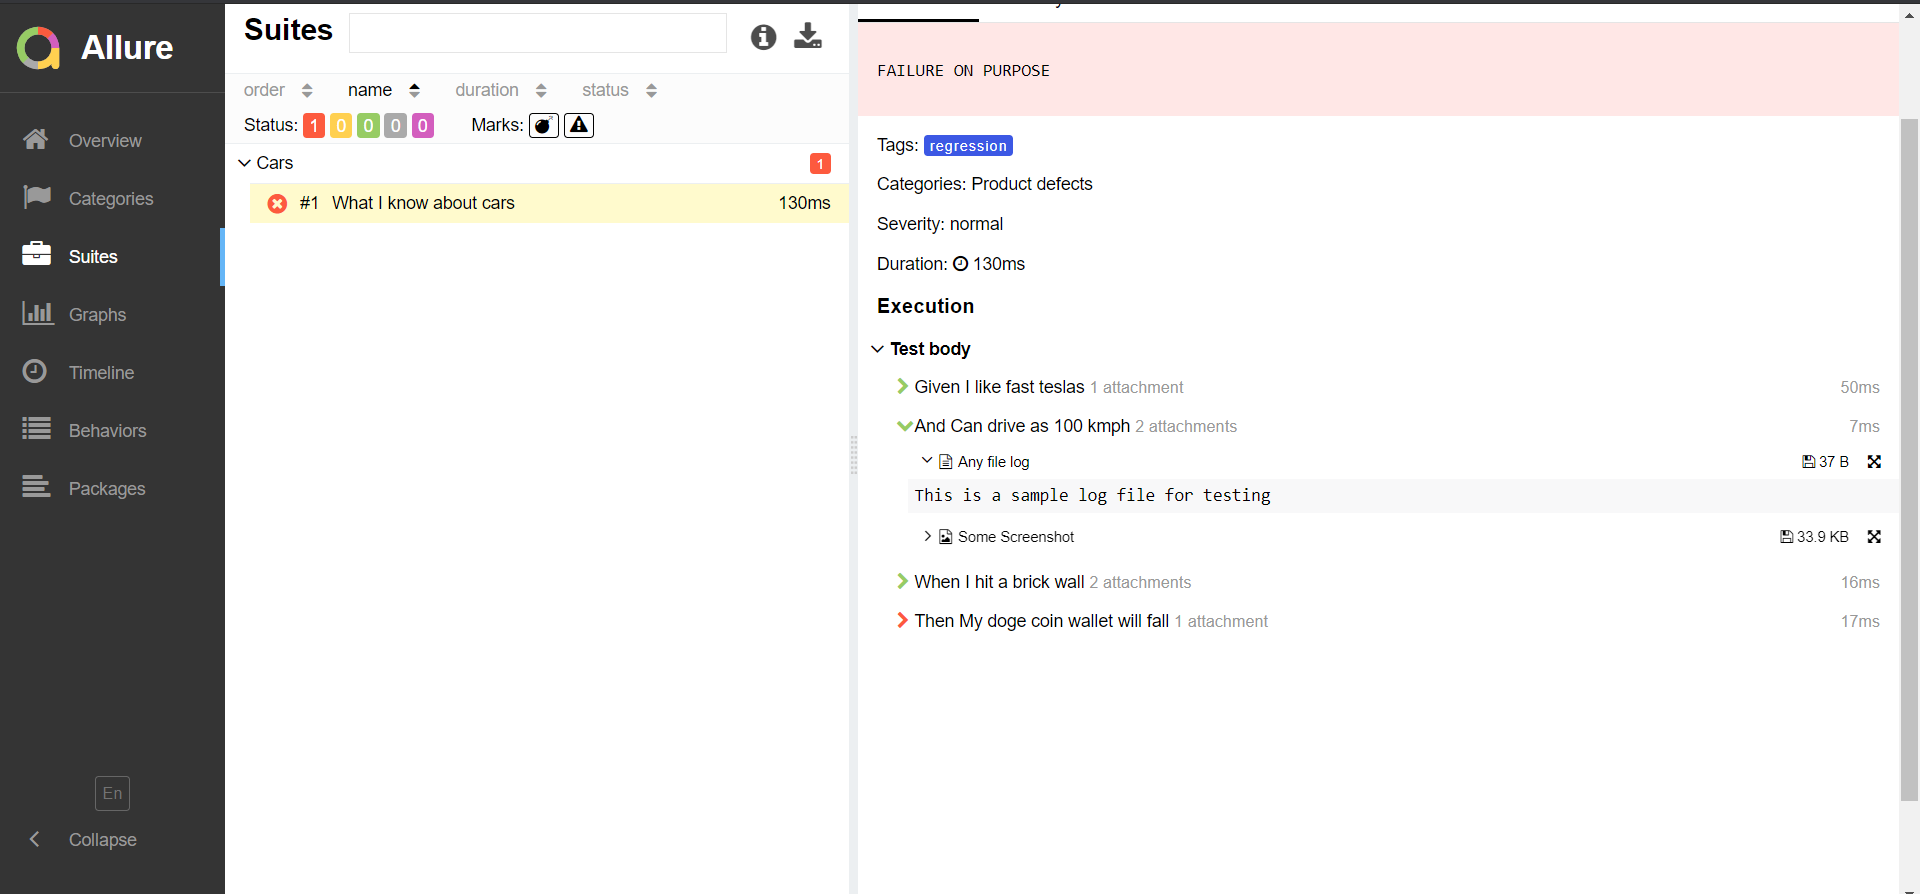 Allure
Overview
Categories
Suites
Graphs
Timeline
Behaviors
Packages
En
Collapse
Suites
order name duration status
Status: 1 0 0 0 0 Marks:
Cars 1
#1 What I know about cars 130ms
FAILURE ON PURPOSE
Tags: regression
Categories: Product defects
Severity: normal
Duration: 130ms
Execution
Test body
Given I like fast teslas 1 attachment 50ms
And Can drive as 100 kmph 2 attachments 7ms
Any file log 37 B
This is a sample log file for testing
Some Screenshot 33.9 KB
When I hit a brick wall 2 attachments 16ms
Then My doge coin wallet will fall 1 attachment 17ms